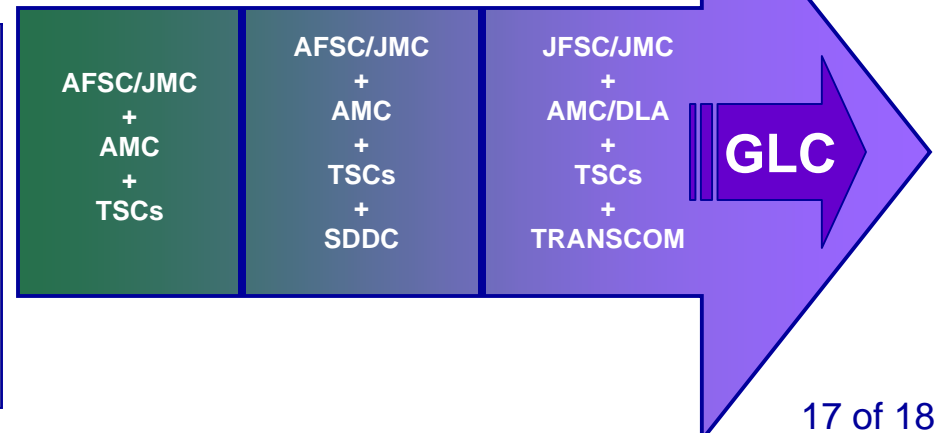 AFSC/JMC
+
AMC
+
TSCs
AFSC/JMC
+
AMC
+
TSCs
+
SDDC
JFSC/JMC
+
AMC/DLA
+
TSCs
+
TRANSCOM
GLC
17 of 18